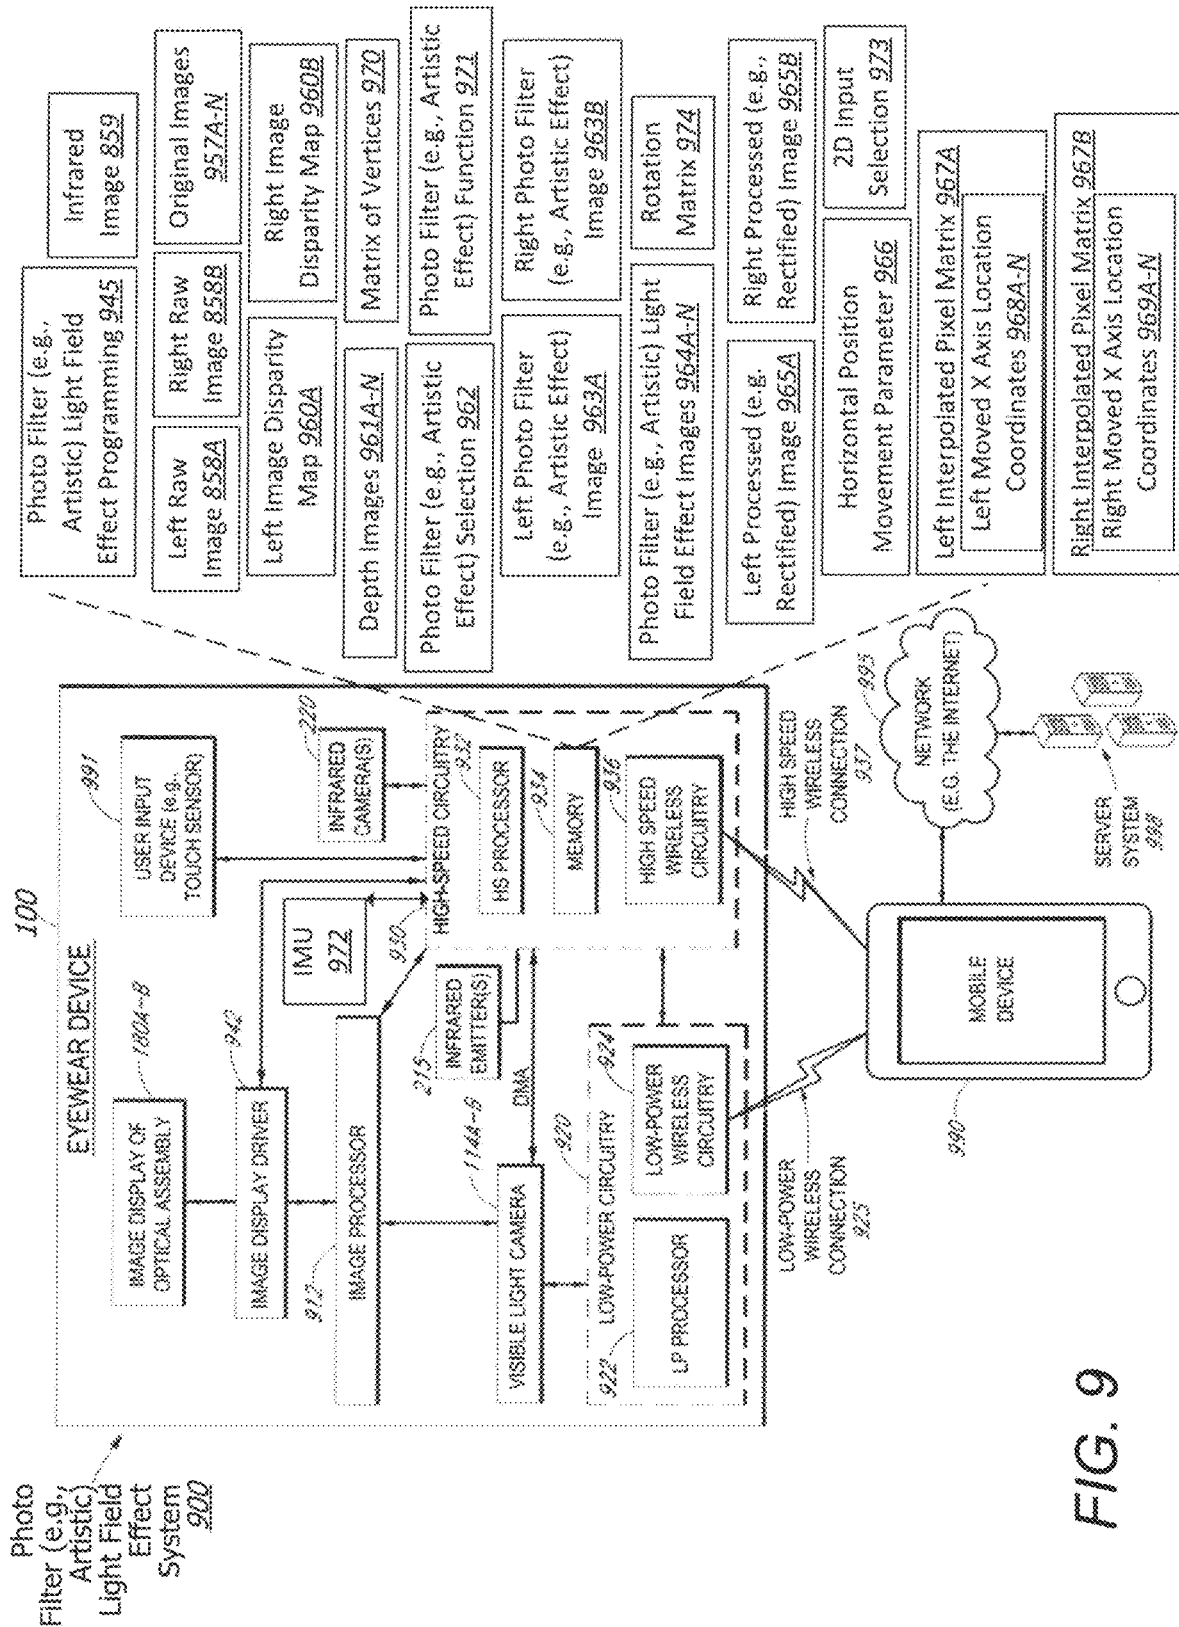 Photo
Filter (e.g.,
Artistic)
Light Field
Effect
System
900
100
EYEWEAR DEVICE
IMAGE DISPLAY OF
OPTICAL ASSEMBLY
180A-B
IMAGE DISPLAY DRIVER
942
IMAGE PROCESSOR
912
VISIBLE LIGHT CAMERA
114A-B
LOW-POWER CIRCUITRY
920
LP PROCESSOR
922
LOW-POWER
WIRELESS
CIRCUITRY
924
USER INPUT
DEVICE (e.g.,
TOUCH SENSOR)
991
INFRARED
CAMERA(S)
220
IMU
972
930
INFRARED
EMITTER(S)
215
DMA
HIGH-SPEED CIRCUITRY
HS PROCESSOR
932
MEMORY
934
HIGH SPEED
WIRELESS
CIRCUITRY
936
LOW-POWER
WIRELESS
CONNECTION
925
HIGH SPEED
WIRELESS
CONNECTION
937
MOBILE
DEVICE
990
NETWORK
(E.G. THE INTERNET)
995
SERVER
SYSTEM
998
Photo Filter (e.g.,
Artistic) Light Field
Effect Programming 945
Infrared
Image 859
Left Raw
Image 858A
Right Raw
Image 858B
Original Images
957A-N
Left Image Disparity
Map 960A
Right Image
Disparity Map 960B
Depth Images 961A-N
Matrix of Vertices 970
Photo Filter (e.g., Artistic
Effect) Selection 962
Photo Filter (e.g., Artistic
Effect) Function 971
Left Photo Filter
(e.g., Artistic Effect)
Image 963A
Right Photo Filter
(e.g., Artistic Effect)
Image 963B
Photo Filter (e.g., Artistic) Light
Field Effect Images 964A-N
Rotation
Matrix 974
Left Processed (e.g.
Rectified) Image 965A
Right Processed (e.g.,
Rectified) Image 965B
Horizontal Position
Movement Parameter 966
2D Input
Selection 973
Left Interpolated Pixel Matrix 967A
Left Moved X Axis Location
Coordinates 968A-N
Right Interpolated Pixel Matrix 967B
Right Moved X Axis Location
Coordinates 969A-N
FIG. 9